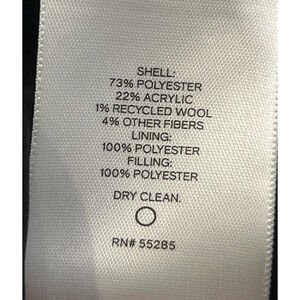 SHELL:
73% POLYESTER
22% ACRYLIC
1% RECYCLED WOOL
4% OTHER FIBERS
LINING:
100% POLYESTER
FILLING:
100% POLYESTER
DRY CLEAN.
RN# 55285